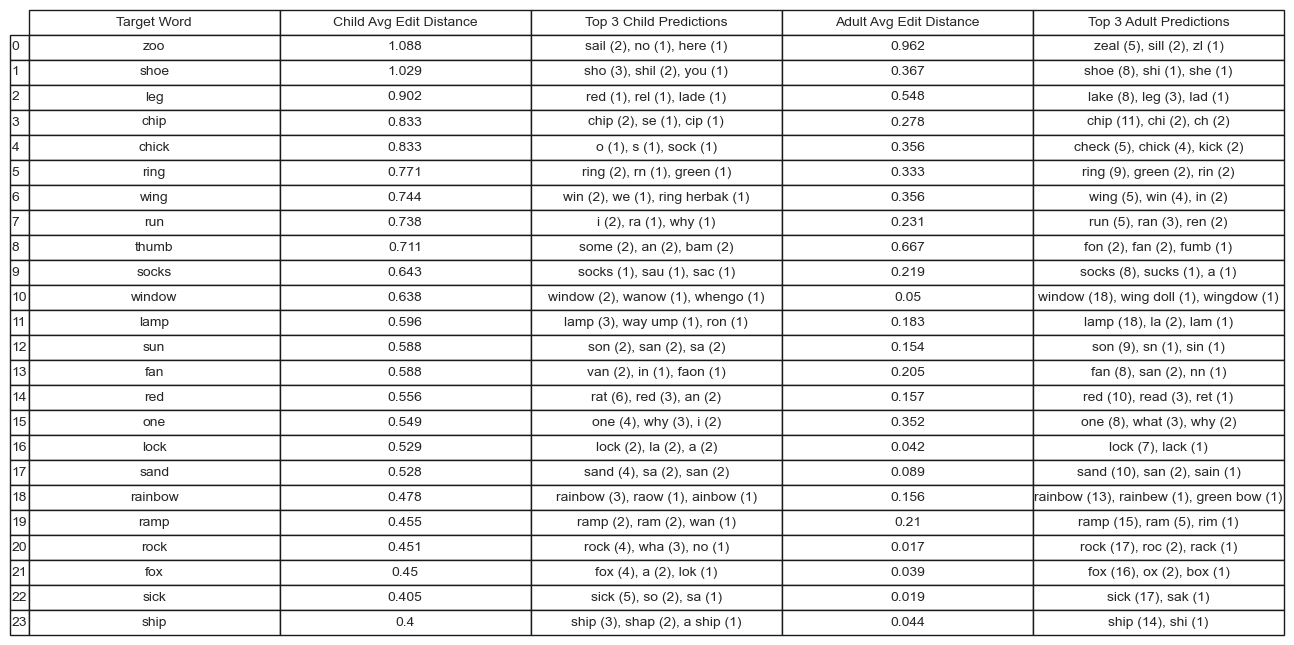 Target Word Child Avg Edit Distance Top 3 Child Predictions Adult Avg Edit Distance Top 3 Adult Predictions
0 zoo 1.088 sail (2), no (1), here (1) 0.962 zeal (5), sill (2), zl (1)
1 shoe 1.029 sho (3), shil (2), you (1) 0.367 shoe (8), shi (1), she (1)
2 leg 0.902 red (1), rel (1), lade (1) 0.548 lake (8), leg (3), lad (1)
3 chip 0.833 chip (2), se (1), cip (1) 0.278 chip (11), chi (2), ch (2)
4 chick 0.833 o (1), s (1), sock (1) 0.356 check (5), chick (4), kick (2)
5 ring 0.771 ring (2), rn (1), green (1) 0.333 ring (9), green (2), rin (2)
6 wing 0.744 win (2), we (1), ring herbak (1) 0.356 wing (5), win (4), in (2)
7 run 0.738 i (2), ra (1), why (1) 0.231 run (5), ran (3), ren (2)
8 thumb 0.711 some (2), an (2), bam (2) 0.667 fon (2), fan (2), fumb (1)
9 socks 0.643 socks (1), sau (1), sac (1) 0.219 socks (8), sucks (1), a (1)
10 window 0.638 window (2), wanow (1), whengo (1) 0.05 window (18), wing doll (1), wingdow (1)
11 lamp 0.596 lamp (3), way ump (1), ron (1) 0.183 lamp (18), la (2), lam (1)
12 sun 0.588 son (2), san (2), sa (2) 0.154 son (9), sn (1), sin (1)
13 fan 0.588 van (2), in (1), faon (1) 0.205 fan (8), san (2), nn (1)
14 red 0.556 rat (6), red (3), an (2) 0.157 red (10), read (3), ret (1)
15 one 0.549 one (4), why (3), i (2) 0.352 one (8), what (3), why (2)
16 lock 0.529 lock (2), la (2), a (2) 0.042 lock (7), lack (1)
17 sand 0.528 sand (4), sa (2), san (2) 0.089 sand (10), san (2), sain (1)
18 rainbow 0.478 rainbow (3), raow (1), ainbow (1) 0.156 rainbow (13), rainbew (1), green bow (1)
19 ramp 0.455 ramp (2), ram (2), wan (1) 0.21 ramp (15), ram (5), rim (1)
20 rock 0.451 rock (4), wha (3), no (1) 0.017 rock (17), roc (2), rack (1)
21 fox 0.45 fox (4), a (2), lok (1) 0.039 fox (16), ox (2), box (1)
22 sick 0.405 sick (5), so (2), sa (1) 0.019 sick (17), sak (1)
23 ship 0.4 ship (3), shap (2), a ship (1) 0.044 ship (14), shi (1)